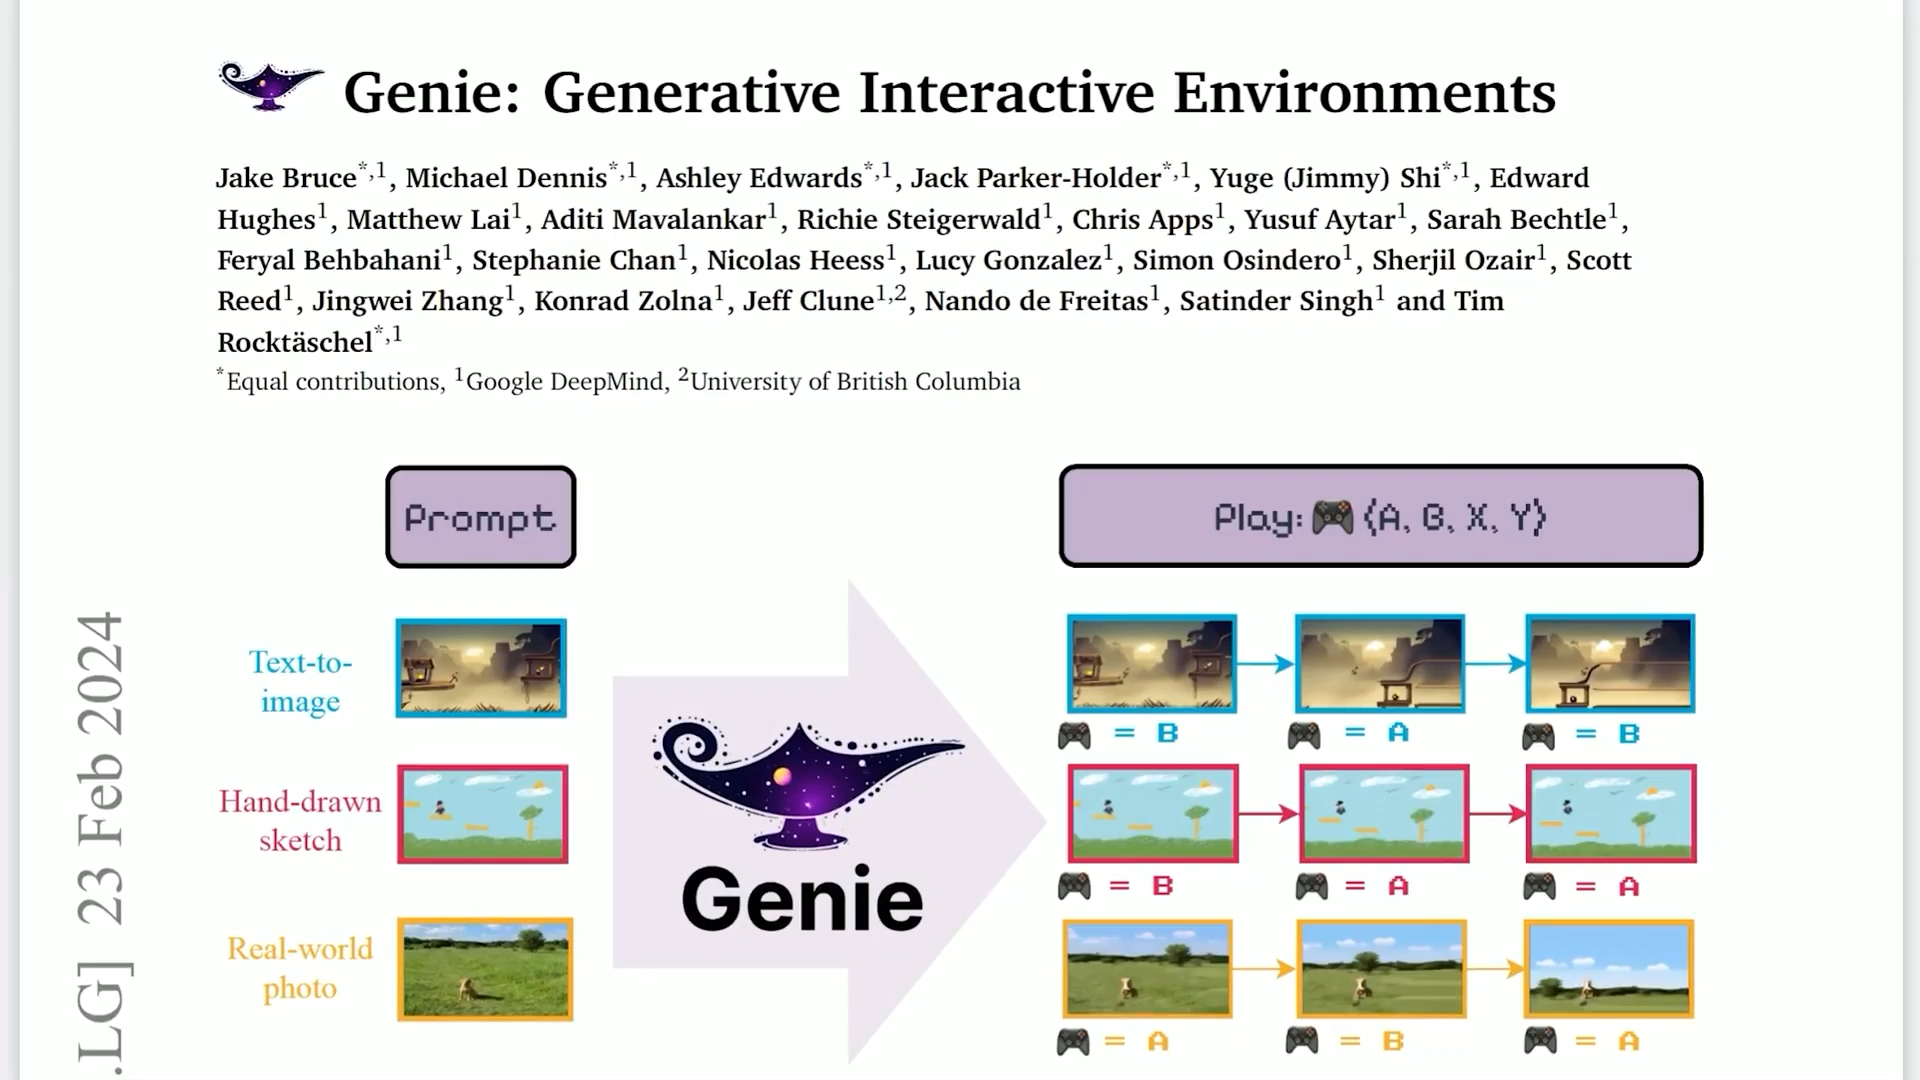 Genie: Generative Interactive Environments
Jake Bruce*,1, Michael Dennis*,1, Ashley Edwards*,1, Jack Parker-Holder*,1, Yuge (Jimmy) Shi*,1, Edward
Hughes1, Matthew Lai1, Aditi Mavalankar1, Richie Steigerwald1, Chris Apps1, Yusuf Aytar1, Sarah Bechtle1,
Feryal Behbahani1, Stephanie Chan1, Nicolas Heess1, Lucy Gonzalez1, Simon Osindero1, Sherjil Ozair1, Scott
Reed1, Jingwei Zhang1, Konrad Zolna1, Jeff Clune1,2, Nando de Freitas1, Satinder Singh1 and Tim
Rocktäschel*,1
*Equal contributions, 1Google DeepMind, 2University of British Columbia
Prompt
Play: {A, B, X, Y}
Text-to-
image
= B
= A
= B
Hand-drawn
sketch
= B
= A
= A
Real-world
photo
= A
= B
= A
Genie
.LG] 23 Feb 2024